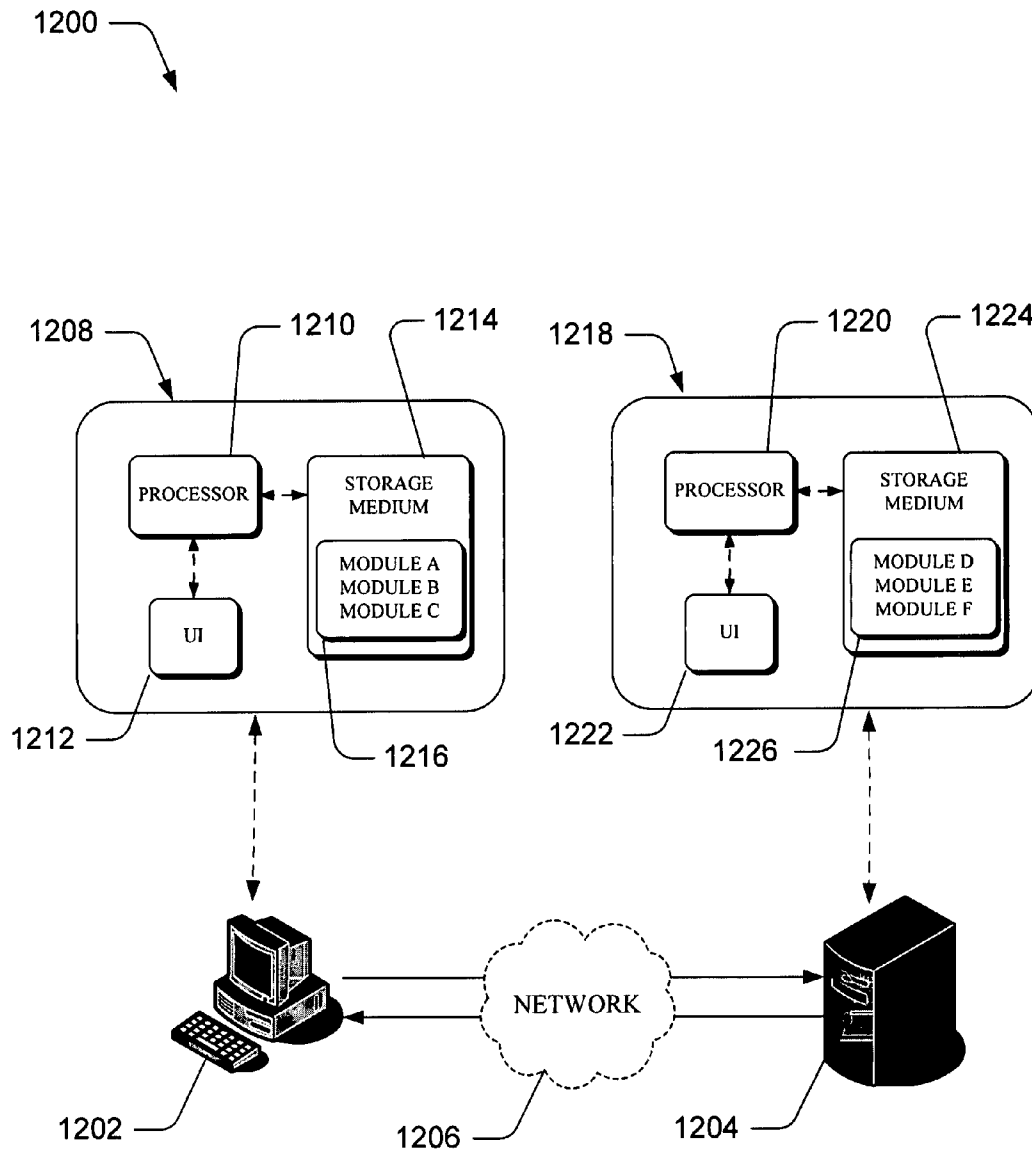 1200
1208
1210
1214
1218
1220
1224
PROCESSOR
STORAGE
MEDIUM
MODULE A
MODULE B
MODULE C
UI
1212
1216
PROCESSOR
STORAGE
MEDIUM
MODULE D
MODULE E
MODULE F
UI
1222
1226
NETWORK
1202
1206
1204